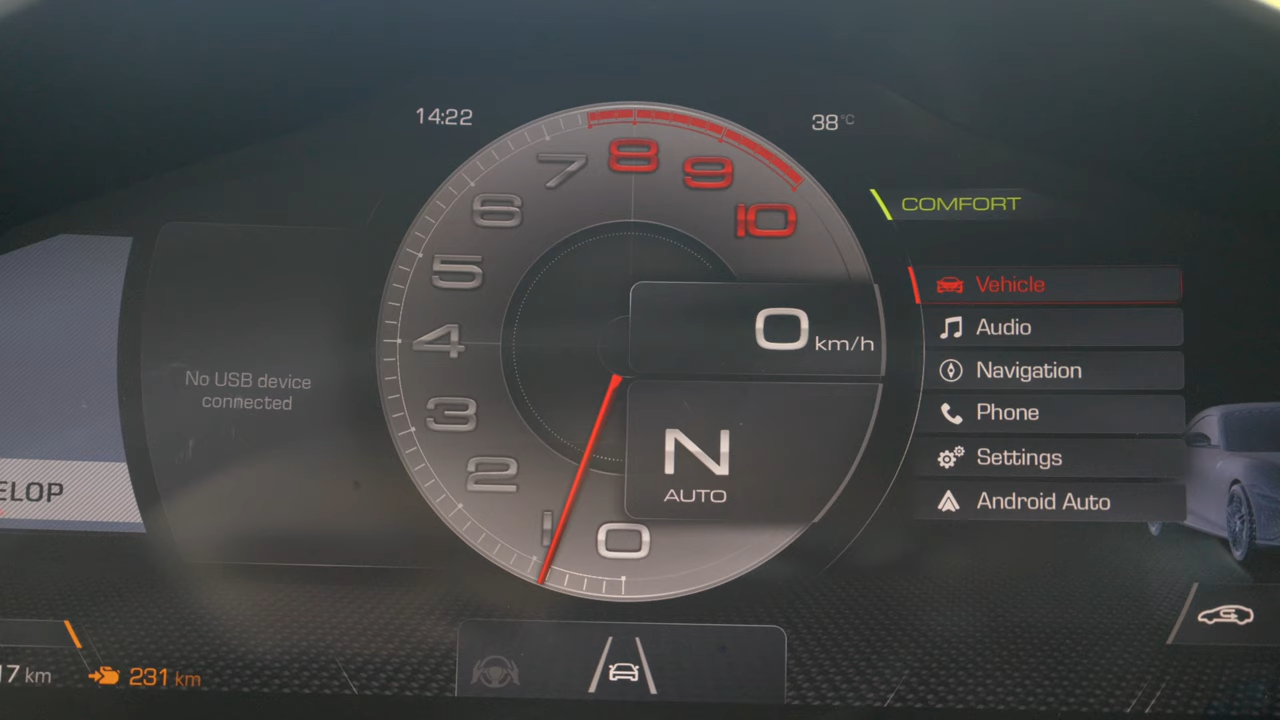 14:22
38°C
COMFORT
10
9
8
7
6
5
4
3
2
1
0
0 km/h
N
AUTO
No USB device
connected
Vehicle
Audio
Navigation
Phone
Settings
Android Auto
ELOP
17 km
231 km